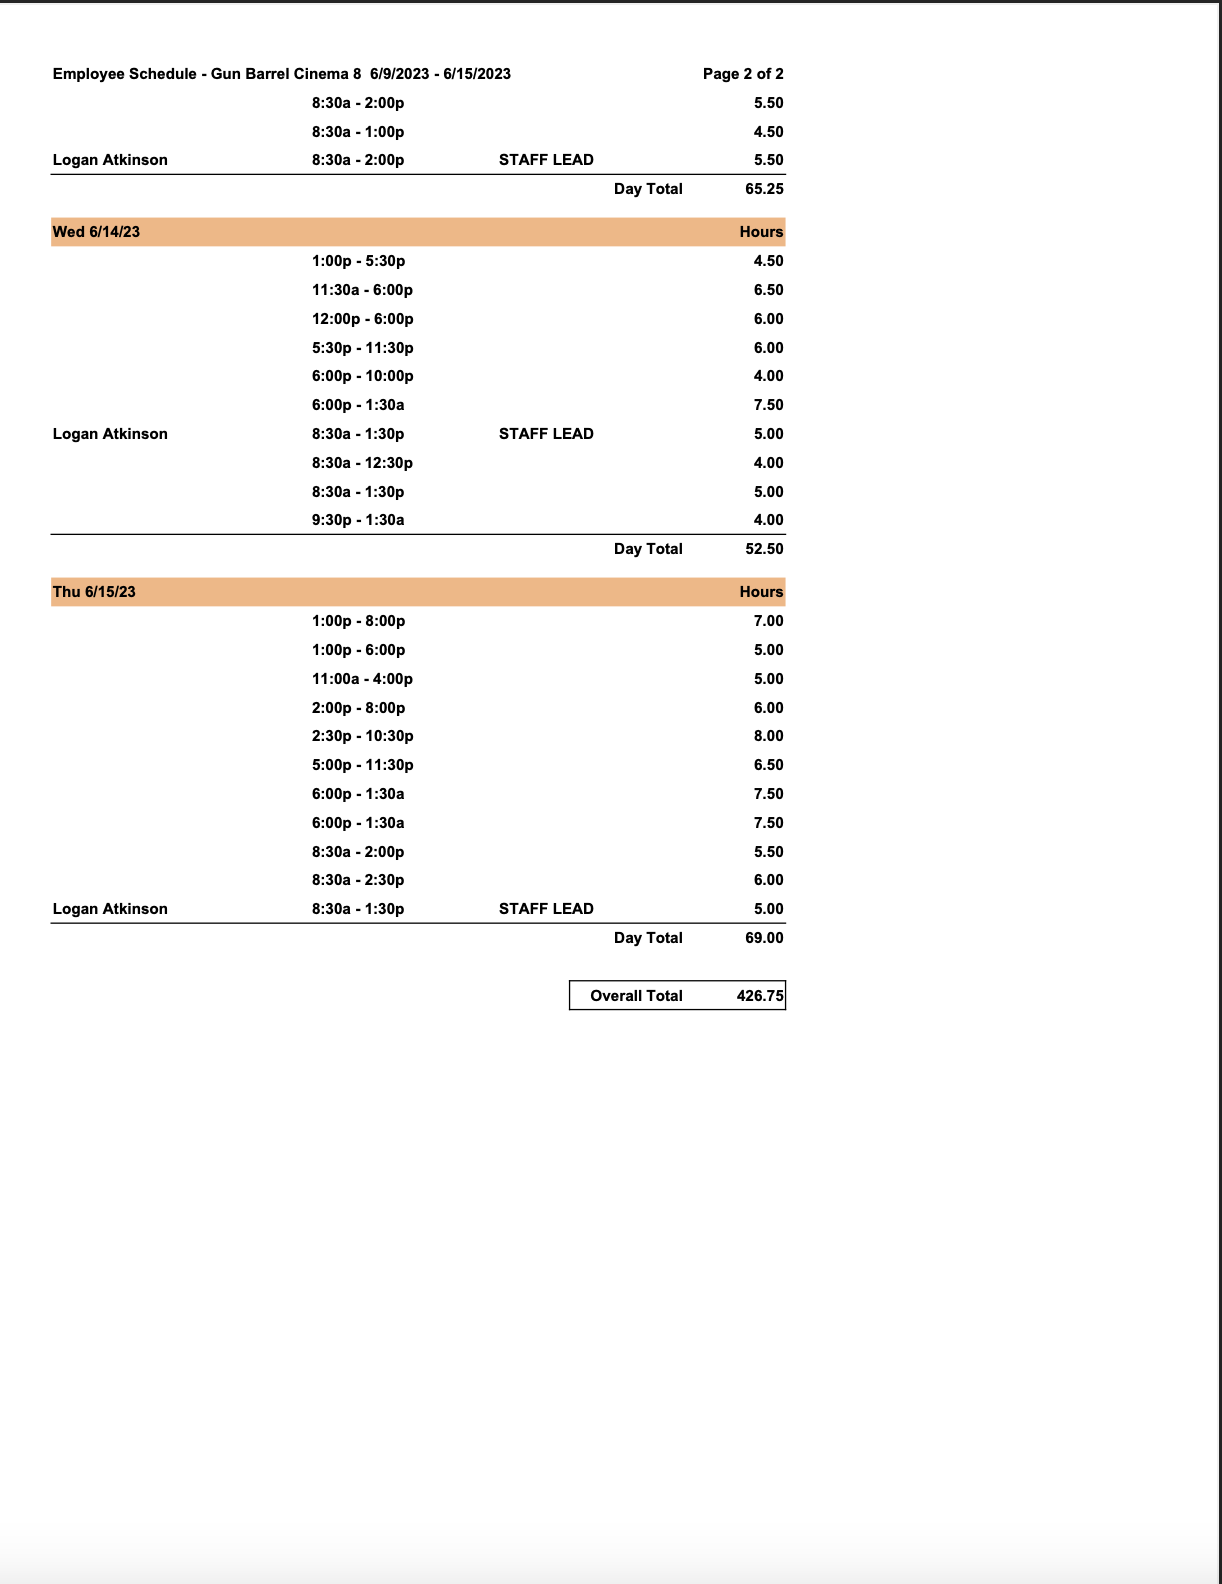 Employee Schedule - Gun Barrel Cinema 8 6/9/2023 - 6/15/2023 Page 2 of 2
8:30a - 2:00p 5.50
8:30a - 1:00p 4.50
Logan Atkinson 8:30a - 2:00p STAFF LEAD 5.50
Day Total 65.25
Wed 6/14/23 Hours
1:00p - 5:30p 4.50
11:30a - 6:00p 6.50
12:00p - 6:00p 6.00
5:30p - 11:30p 6.00
6:00p - 10:00p 4.00
6:00p - 1:30a 7.50
Logan Atkinson 8:30a - 1:30p STAFF LEAD 5.00
8:30a - 12:30p 4.00
8:30a - 1:30p 5.00
9:30p - 1:30a 4.00
Day Total 52.50
Thu 6/15/23 Hours
1:00p - 8:00p 7.00
1:00p - 6:00p 5.00
11:00a - 4:00p 5.00
2:00p - 8:00p 6.00
2:30p - 10:30p 8.00
5:00p - 11:30p 6.50
6:00p - 1:30a 7.50
6:00p - 1:30a 7.50
8:30a - 2:00p 5.50
8:30a - 2:30p 6.00
Logan Atkinson 8:30a - 1:30p STAFF LEAD 5.00
Day Total 69.00
Overall Total 426.75